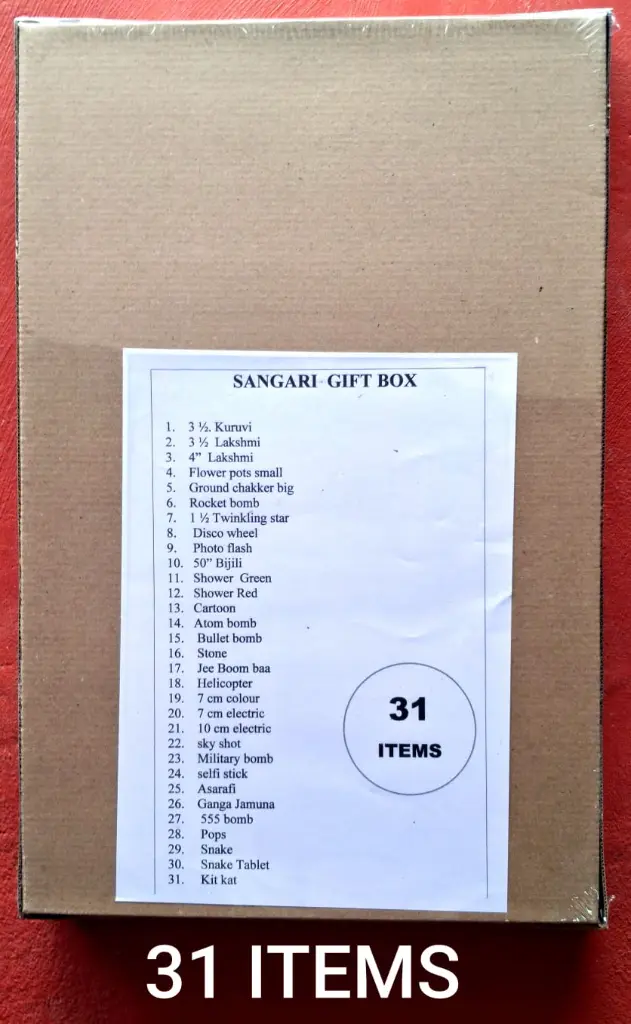 SANGARI GIFT BOX
1. 3 ½. Kuruvi
2. 3 ½ Lakshmi
3. 4” Lakshmi
4. Flower pots small
5. Ground chakker big
6. Rocket bomb
7. 1 ½ Twinkling star
8. Disco wheel
9. Photo flash
10. 50” Bijili
11. Shower Green
12. Shower Red
13. Cartoon
14. Atom bomb
15. Bullet bomb
16. Stone
17. Jee Boom baa
18. Helicopter
19. 7 cm colour
20. 7 cm electric
21. 10 cm electric
22. sky shot
23. Military bomb
24. selfi stick
25. Asarafi
26. Ganga Jamuna
27. 555 bomb
28. Pops
29. Snake
30. Snake Tablet
31. Kit kat
31
ITEMS
31 ITEMS